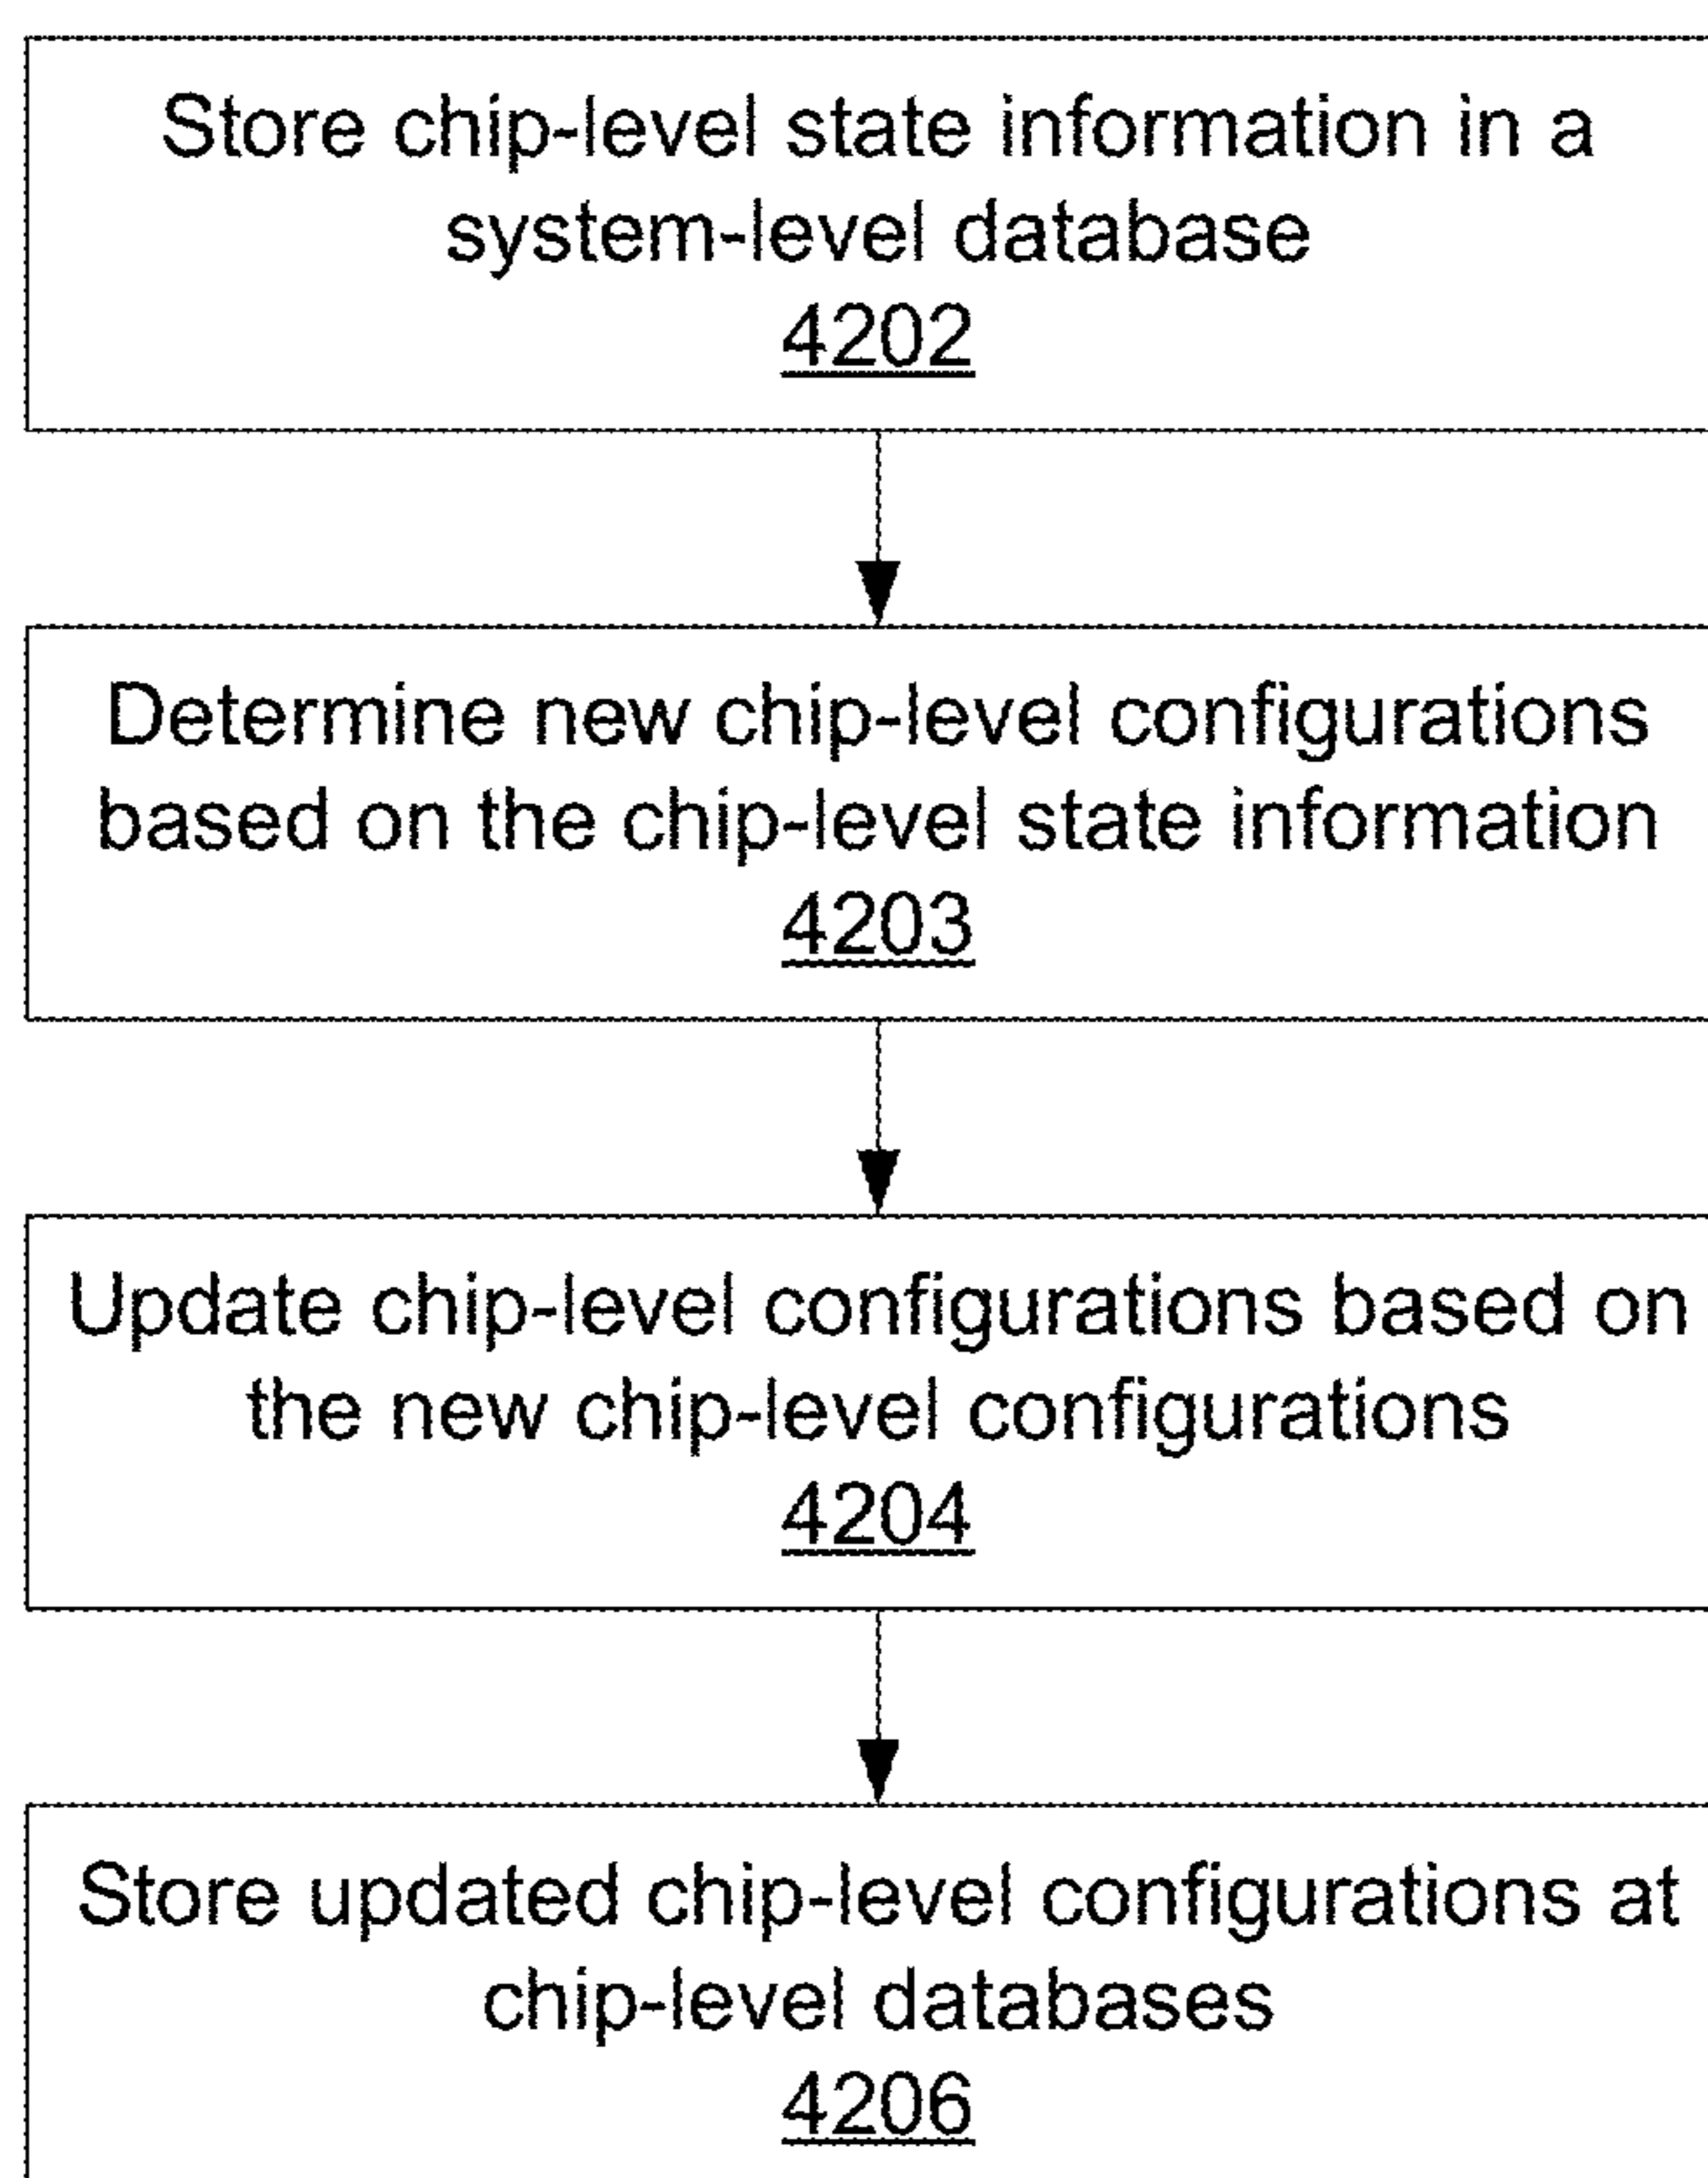 Store chip-level state information in a
system-level database
4202
Determine new chip-level configurations
based on the chip-level state information
4203
Update chip-level configurations based on
the new chip-level configurations
4204
Store updated chip-level configurations at
chip-level databases
4206